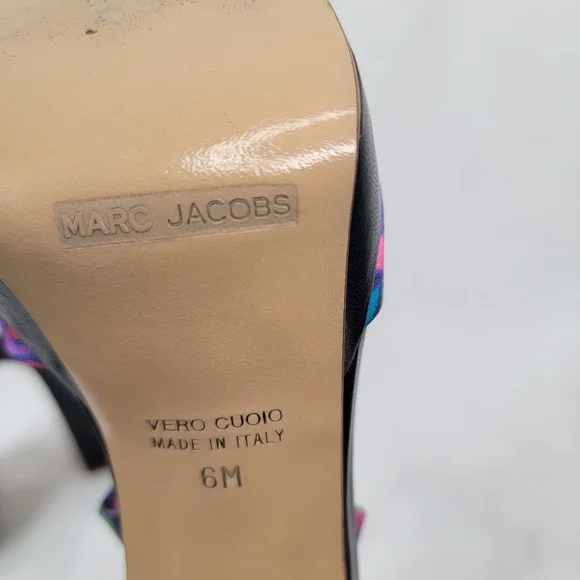 MARC JACOBS
VERO CUOIO
MADE IN ITALY
6M